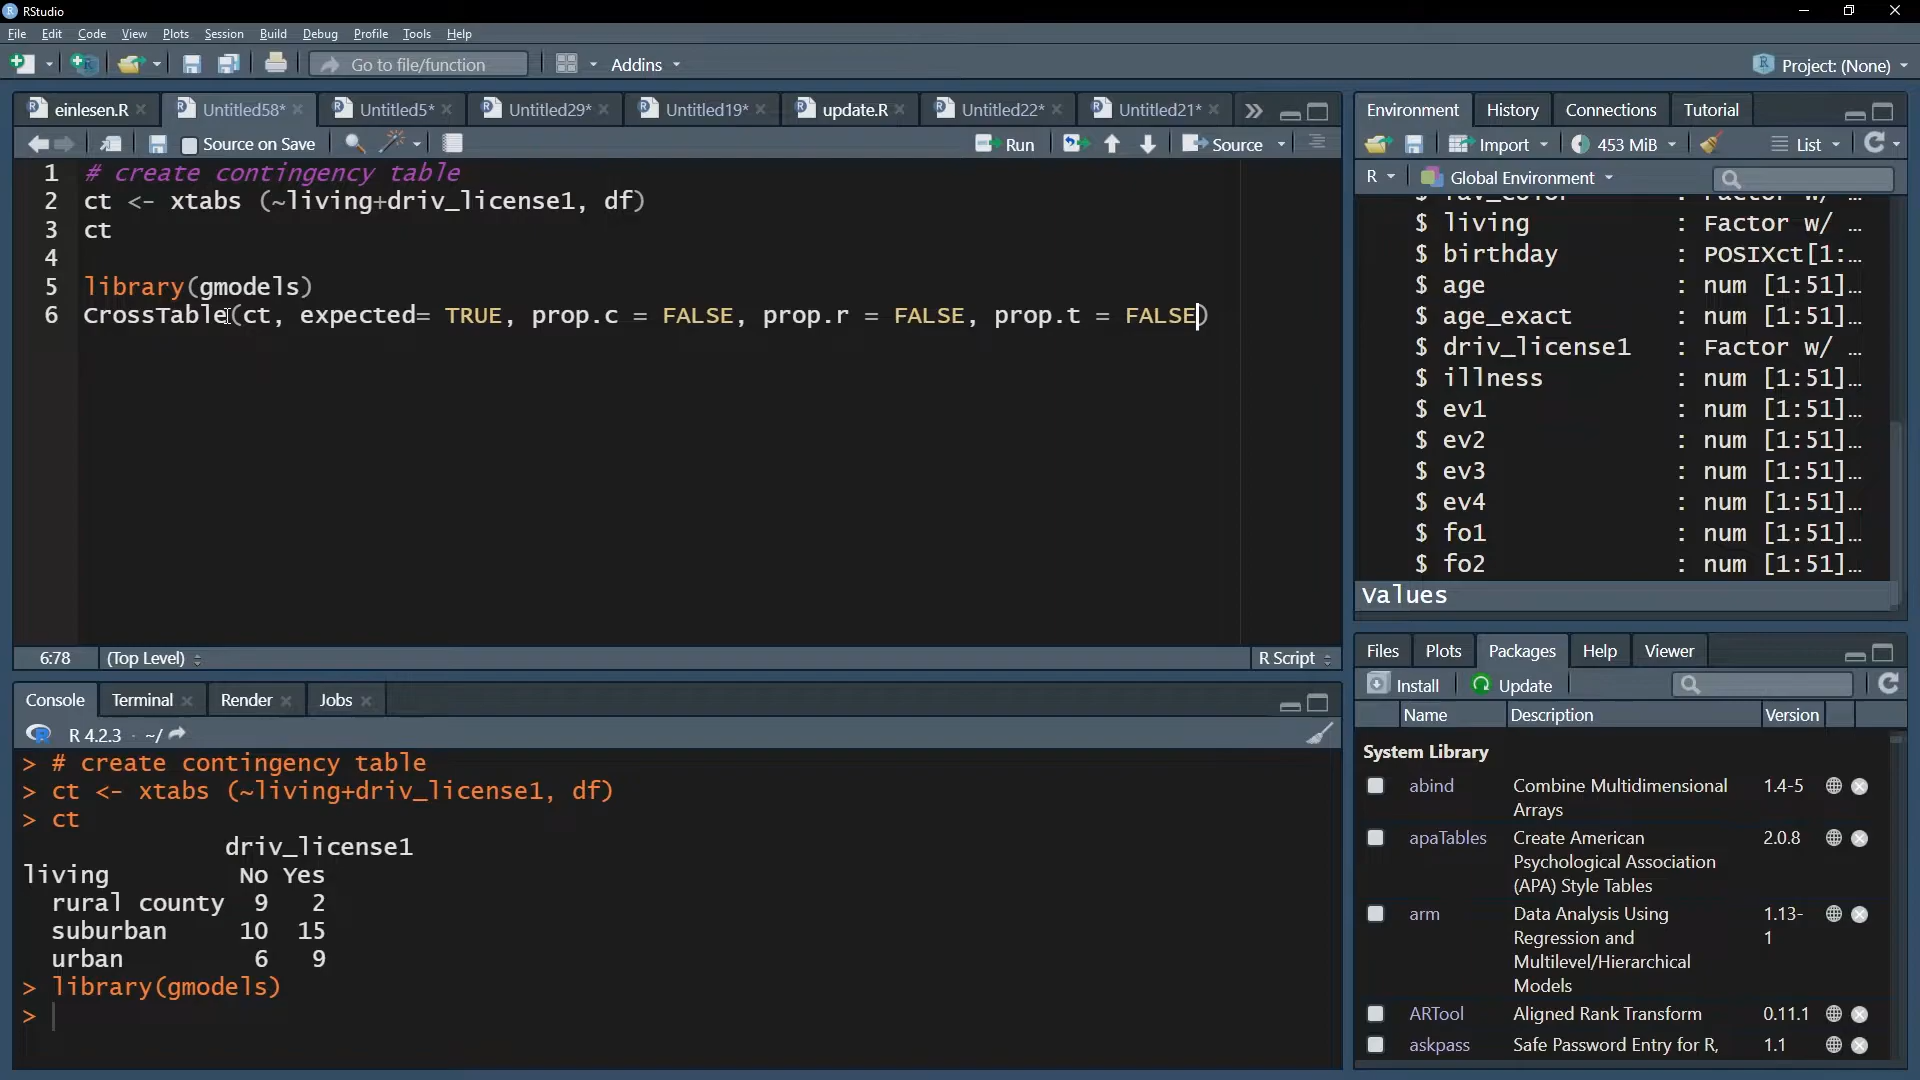 RStudio
File Edit Code View Plots Session Build Debug Profile Tools Help
Go to file/function Addins Project: (None)
einlesen.R Untitled58* Untitled5* Untitled29* Untitled19* update.R Untitled22* Untitled21*
Source on Save Run Source
1 # create contingency table
2 ct <- xtabs (~living+driv_license1, df)
3 ct
4
5 library(gmodels)
6 CrossTable(ct, expected= TRUE, prop.c = FALSE, prop.r = FALSE, prop.t = FALSE)
6:78 (Top Level) R Script
Console Terminal Render Jobs
R 4.2.3 · ~/
> # create contingency table
> ct <- xtabs (~living+driv_license1, df)
> ct
driv_license1
living No Yes
rural county 9 2
suburban 10 15
urban 6 9
> library(gmodels)
>
Environment History Connections Tutorial
Import 453 MiB List
R Global Environment
$ fav_color : Factor w/ …
$ living : Factor w/ …
$ birthday : POSIXct[1:…
$ age : num [1:51]…
$ age_exact : num [1:51]…
$ driv_license1 : Factor w/ …
$ illness : num [1:51]…
$ ev1 : num [1:51]…
$ ev2 : num [1:51]…
$ ev3 : num [1:51]…
$ ev4 : num [1:51]…
$ fo1 : num [1:51]…
$ fo2 : num [1:51]…
Values
Files Plots Packages Help Viewer
Install Update
Name Description Version
System Library
abind Combine Multidimensional 1.4-5
Arrays
apaTables Create American 2.0.8
Psychological Association
(APA) Style Tables
arm Data Analysis Using 1.13-
Regression and 1
Multilevel/Hierarchical
Models
ARTool Aligned Rank Transform 0.11.1
askpass Safe Password Entry for R, 1.1